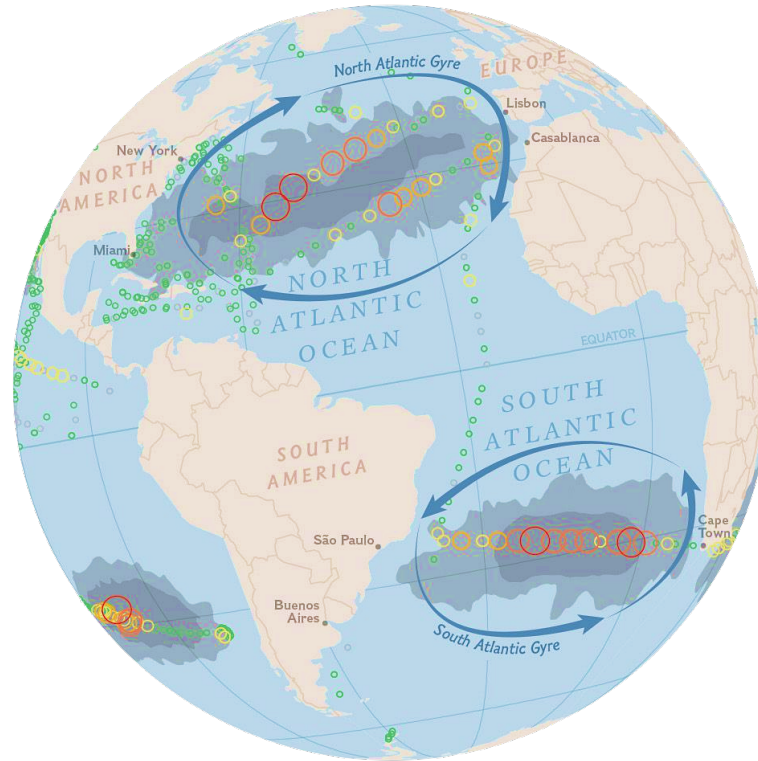 North Atlantic Gyre
EUROPE
Lisbon
Casablanca
New York
NORTH
AMERICA
Miami
NORTH
ATLANTIC
OCEAN
EQUATOR
SOUTH
ATLANTIC
OCEAN
SOUTH
AMERICA
Cape
Town
São Paulo
Buenos
Aires
South Atlantic Gyre